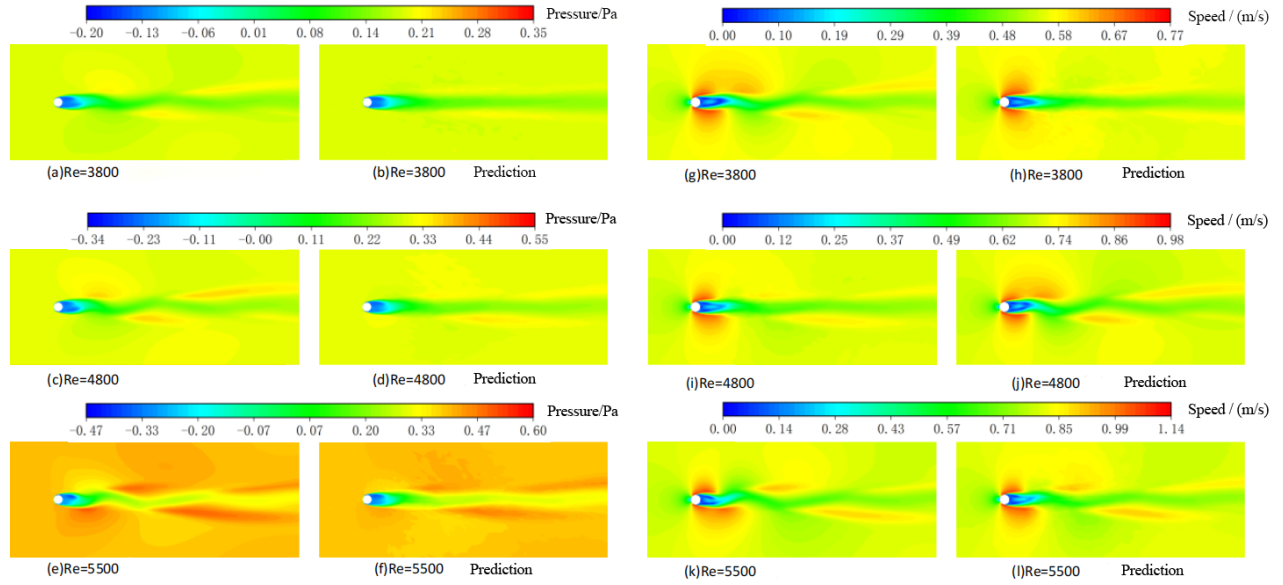 Pressure/Pa
-0.20 -0.13 -0.06 0.01 0.08 0.14 0.21 0.28 0.35
Speed / (m/s)
0.00 0.10 0.19 0.29 0.39 0.48 0.58 0.67 0.77
(a)Re=3800
(b)Re=3800 Prediction
(g)Re=3800
(h)Re=3800 Prediction
Pressure/Pa
-0.34 -0.23 -0.11 -0.00 0.11 0.22 0.33 0.44 0.55
Speed / (m/s)
0.00 0.12 0.25 0.37 0.49 0.62 0.74 0.86 0.98
(c)Re=4800
(d)Re=4800 Prediction
(i)Re=4800
(j)Re=4800 Prediction
Pressure/Pa
-0.47 -0.33 -0.20 -0.07 0.07 0.20 0.33 0.47 0.60
Speed / (m/s)
0.00 0.14 0.28 0.43 0.57 0.71 0.85 0.99 1.14
(e)Re=5500
(f)Re=5500 Prediction
(k)Re=5500
(l)Re=5500 Prediction